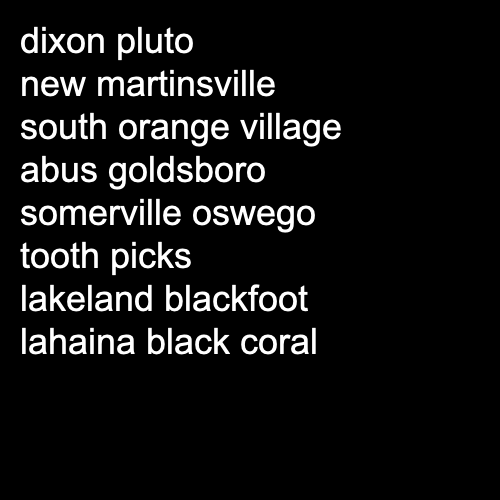 dixon pluto
new martinsville
south orange village
abus goldsboro
somerville oswego
tooth picks
lakeland blackfoot
lahaina black coral